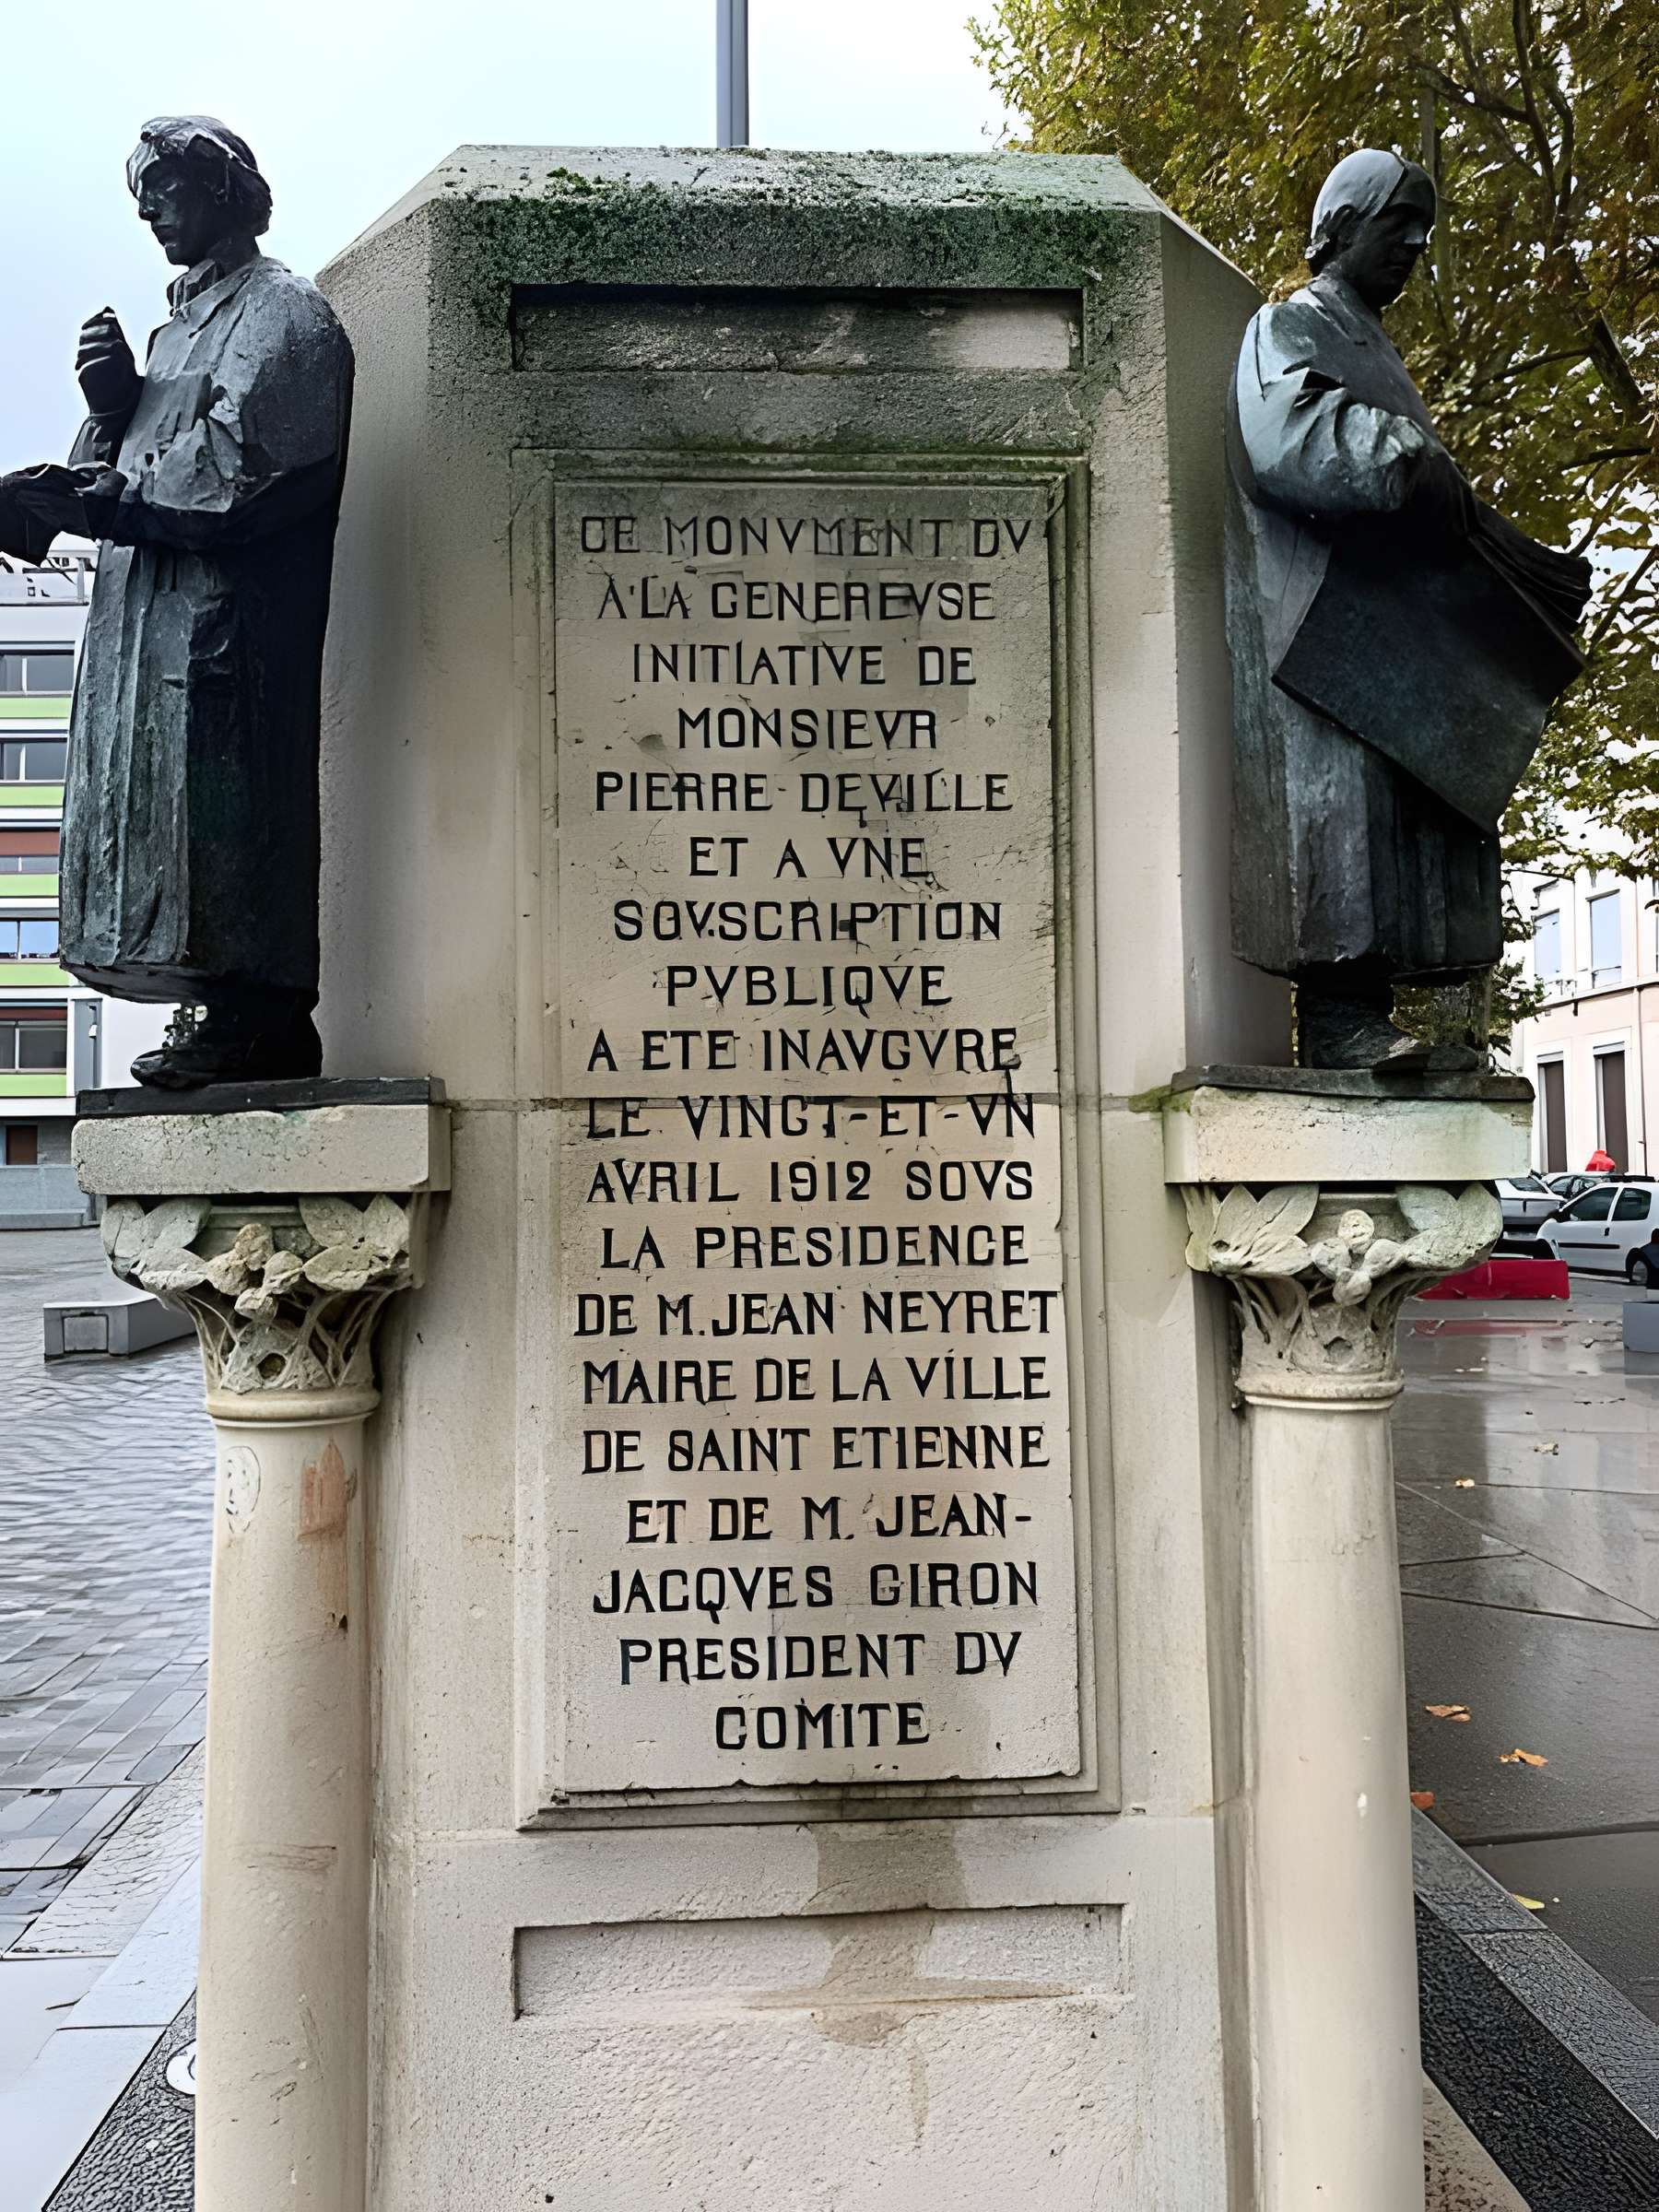 CE MONVMENT DV
A LA GENEREVSE
INITIATIVE DE
MONSIEVR
PIERRE DEVILLE
ET A VNE
SOVSCRIPTION
PVBLIQVE
A ETE INAVGVRE
LE VINGT-ET-VN
AVRIL 1912 SOVS
LA PRESIDENCE
DE M. JEAN NEYRET
MAIRE DE LA VILLE
DE SAINT ETIENNE
ET DE M. JEAN-
JACQVES GIRON
PRESIDENT DV
COMITE